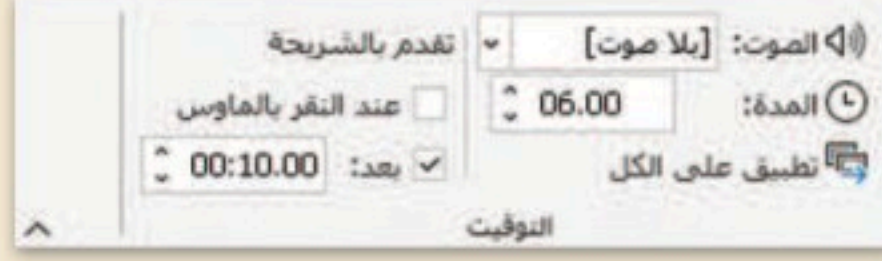 الصوت: [بلا صوت]
المدة: 06.00
تطبيق على الكل
تقدم بالشريحة
عند النقر بالماوس
بعد: 00:10.00
التوقيت